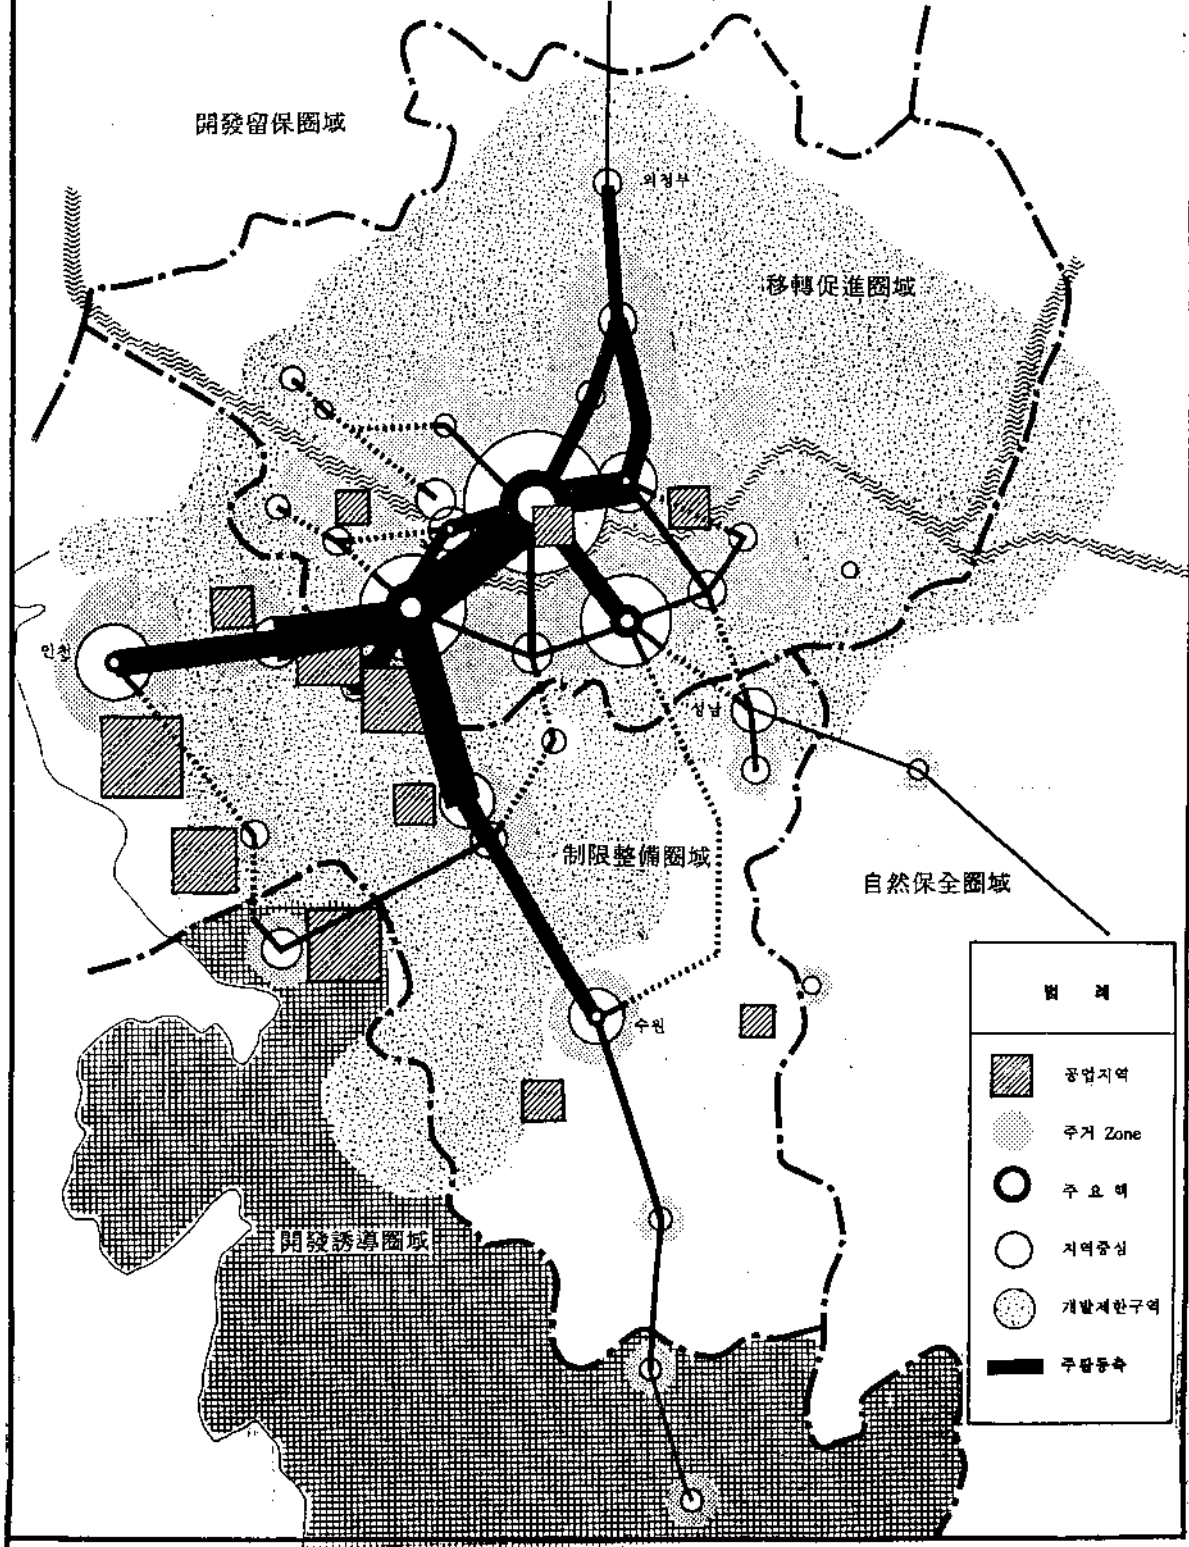 開發留保圈域
의정부
移轉促進圈域
인천
성남
制限整備圈域
自然保全圈域
수원
開發誘導圈域
범 례
공업지역
주거 Zone
주 요 핵
지역중심
개발제한구역
주활동축